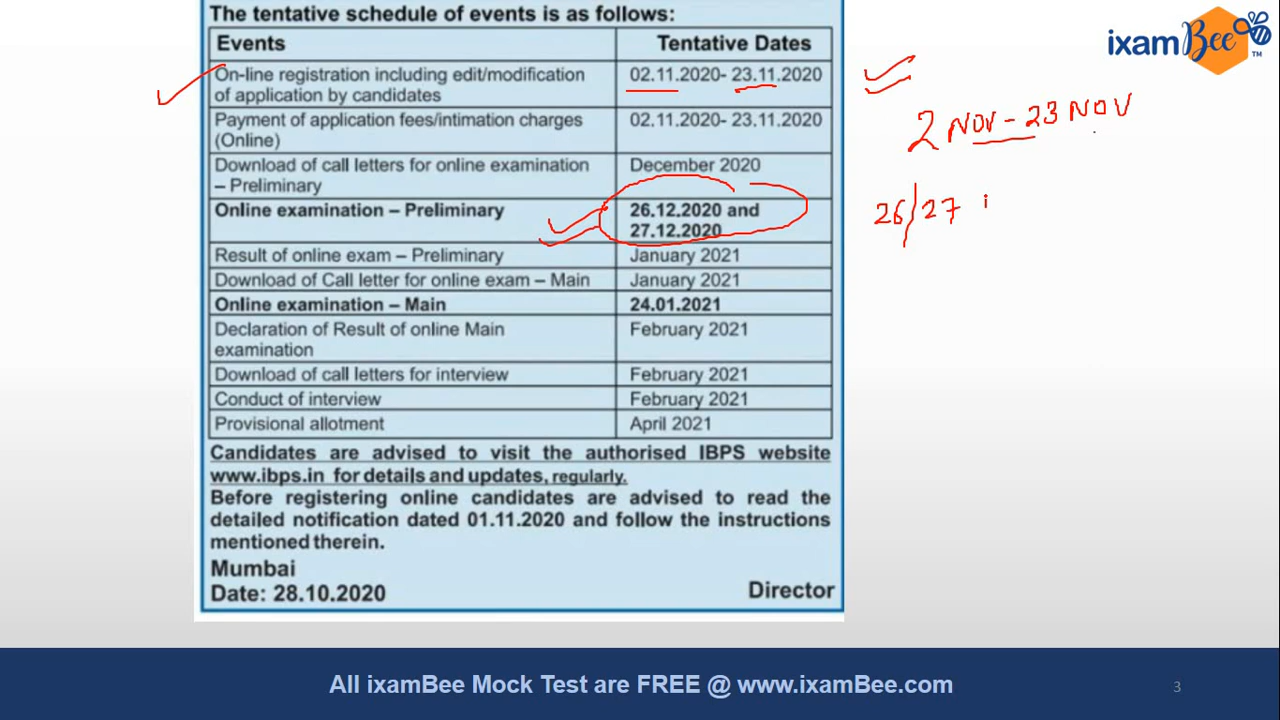 The tentative schedule of events is as follows:
Events Tentative Dates
On-line registration including edit/modification 02.11.2020- 23.11.2020
of application by candidates
Payment of application fees/intimation charges 02.11.2020- 23.11.2020
(Online)
Download of call letters for online examination December 2020
– Preliminary
Online examination – Preliminary 26.12.2020 and
27.12.2020
Result of online exam – Preliminary January 2021
Download of Call letter for online exam – Main January 2021
Online examination – Main 24.01.2021
Declaration of Result of online Main February 2021
examination
Download of call letters for interview February 2021
Conduct of interview February 2021
Provisional allotment April 2021
Candidates are advised to visit the authorised IBPS website
www.ibps.in for details and updates, regularly.
Before registering online candidates are advised to read the
detailed notification dated 01.11.2020 and follow the instructions
mentioned therein.
Mumbai
Date: 28.10.2020 Director
ixamBee™
2 NOV - 23 NOV
26/27
All ixamBee Mock Test are FREE @ www.ixamBee.com
3